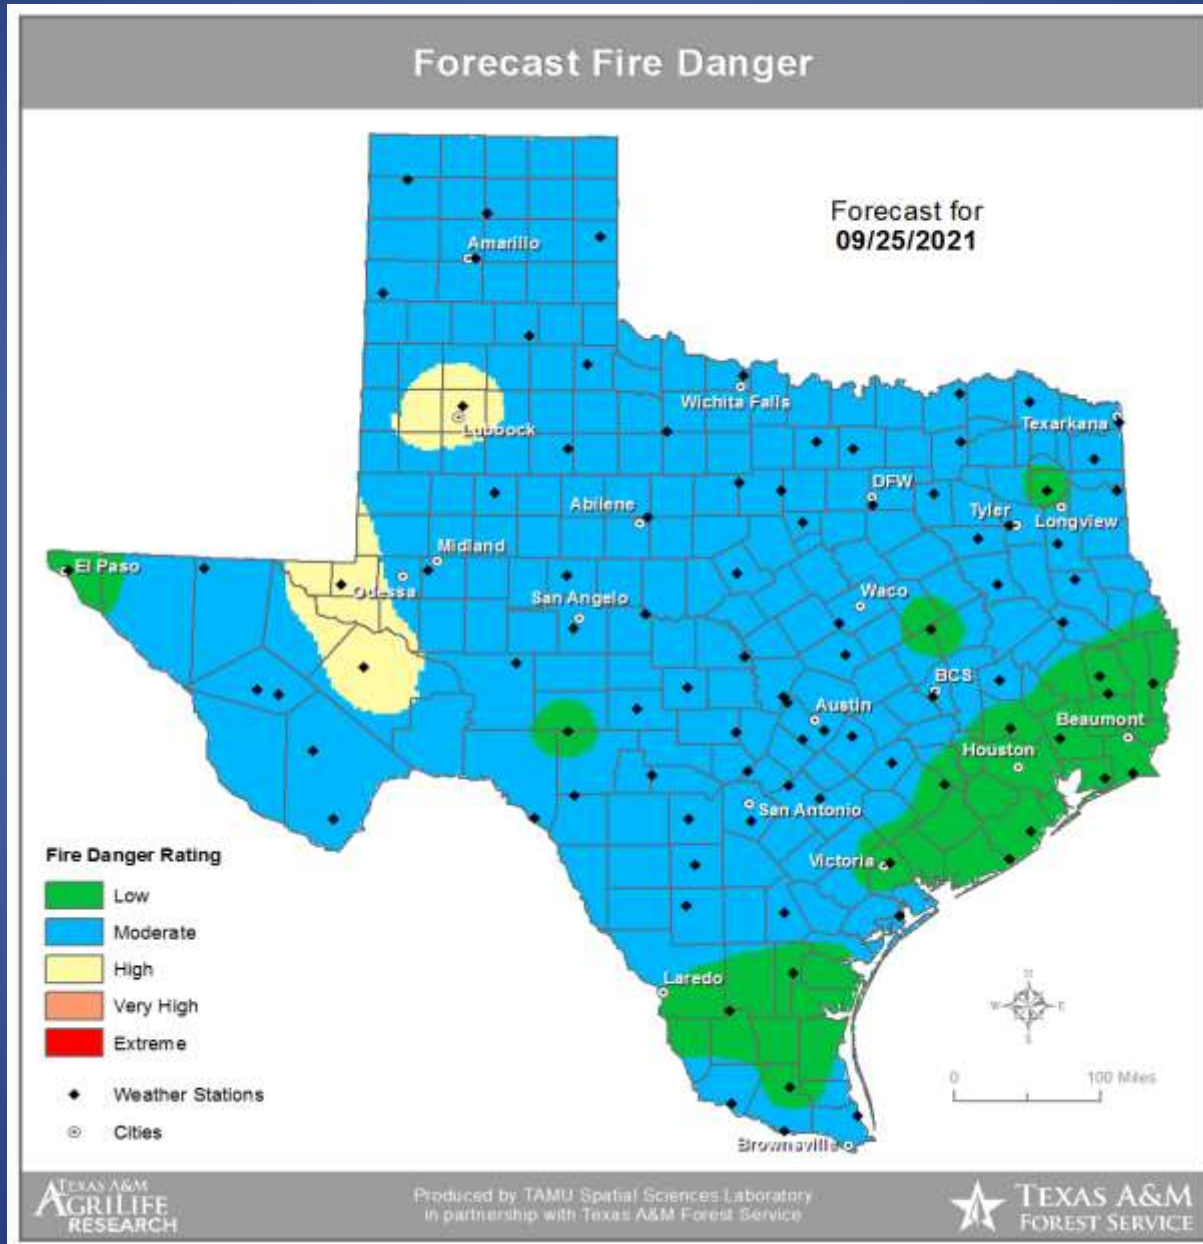 Forecast Fire Danger
Forecast for
09/25/2021
Amarillo
Lubbock
Wichita Falls
Texarkana
DFW
Abilene
Tyler
Longview
Midland
El Paso
Odessa
San Angelo
Waco
BCS
Austin
Beaumont
Houston
San Antonio
Victoria
Laredo
Brownsville
Fire Danger Rating
Low
Moderate
High
Very High
Extreme
Weather Stations
Cities
N
W E
S
0 100 Miles
TEXAS A&M
AGRILIFE
RESEARCH
Produced by TAMU Spatial Sciences Laboratory
in partnership with Texas A&M Forest Service
TEXAS A&M
FOREST SERVICE